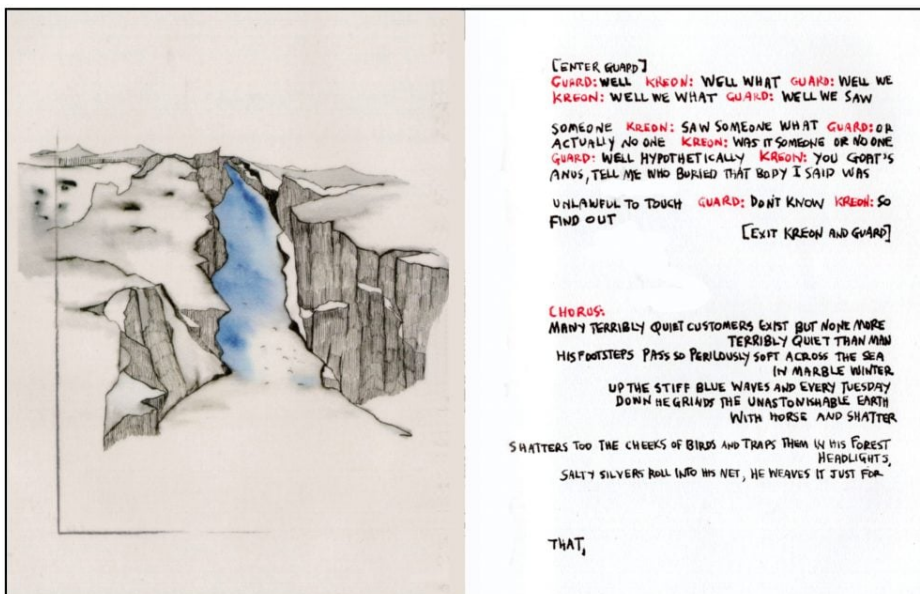 [ENTER GUARD]
GUARD: WELL KREON: WELL WHAT GUARD: WELL WE
KREON: WELL WE WHAT GUARD: WELL WE SAW
SOMEONE KREON: SAW SOMEONE WHAT GUARD: OR
ACTUALLY NO ONE KREON: WAS IT SOMEONE OR NO ONE
GUARD: WELL HYPOTHETICALLY KREON: YOU GOAT'S
ANUS, TELL ME WHO BURIED THAT BODY I SAID WAS
UNLAWFUL TO TOUCH GUARD: DON'T KNOW KREON: SO
FIND OUT
[EXIT KREON AND GUARD]
CHORUS:
MANY TERRIBLY QUIET CUSTOMERS EXIST BUT NONE MORE
TERRIBLY QUIET THAN MAN
HIS FOOTSTEPS PASS SO PERILOUSLY SOFT ACROSS THE SEA
IN MARBLE WINTER
UP THE STIFF BLUE WAVES AND EVERY TUESDAY
DOWN HE GRINDS THE UNASTONISHABLE EARTH
WITH HORSE AND SHATTER
SHATTERS TOO THE CHEEKS OF BIRDS AND TRAPS THEM IN HIS FOREST
HEADLIGHTS,
SALTY SILVERS ROLL INTO HIS NET, HE WEAVES IT JUST FOR
THAT,